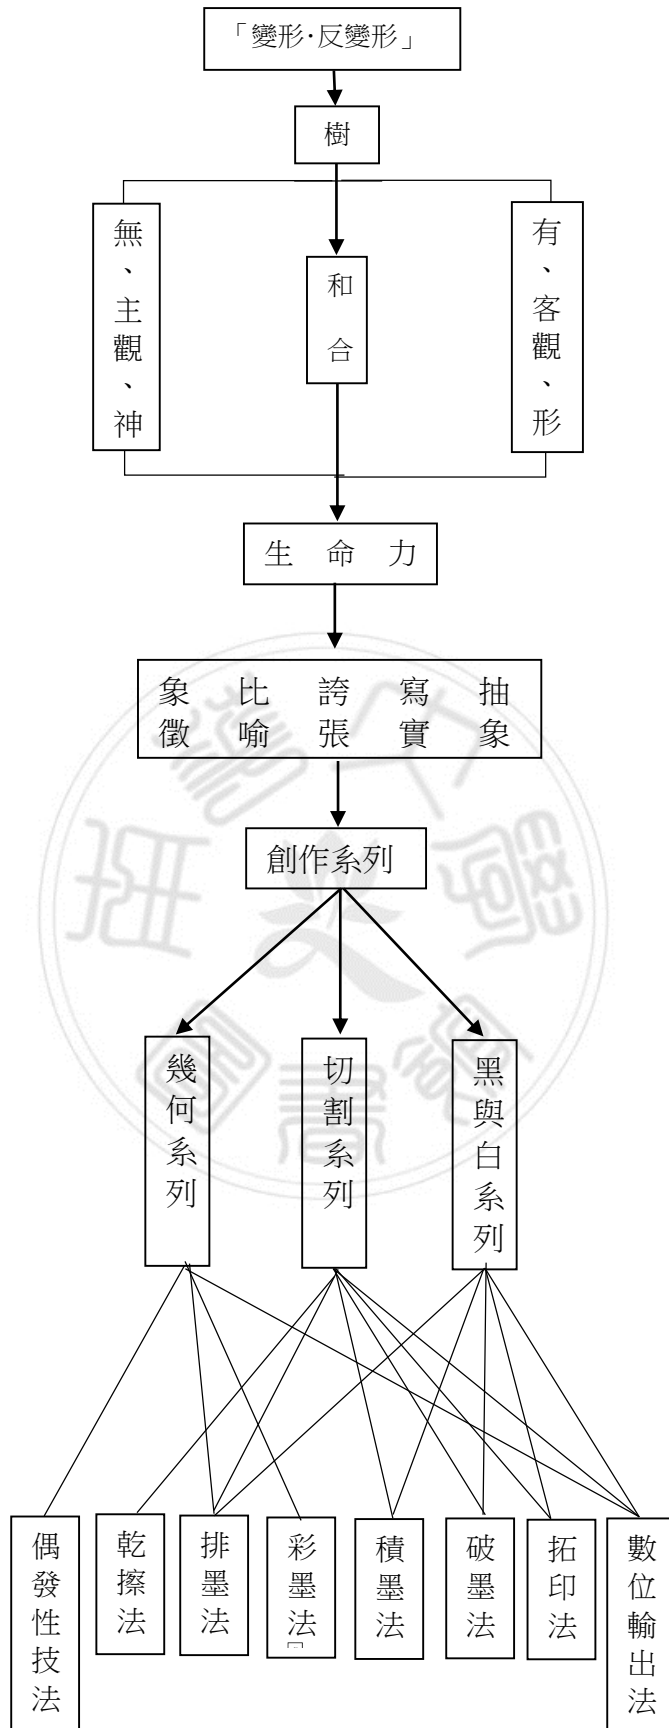 「變形·反變形」
樹
無、主觀、神
和合
有、客觀、形
生命力
象徵 比喻 誇張 寫實 抽象
創作系列
幾何系列
切割系列
黑與白系列
偶發性技法
乾擦法
排墨法
彩墨法
積墨法
破墨法
拓印法
數位輸出法